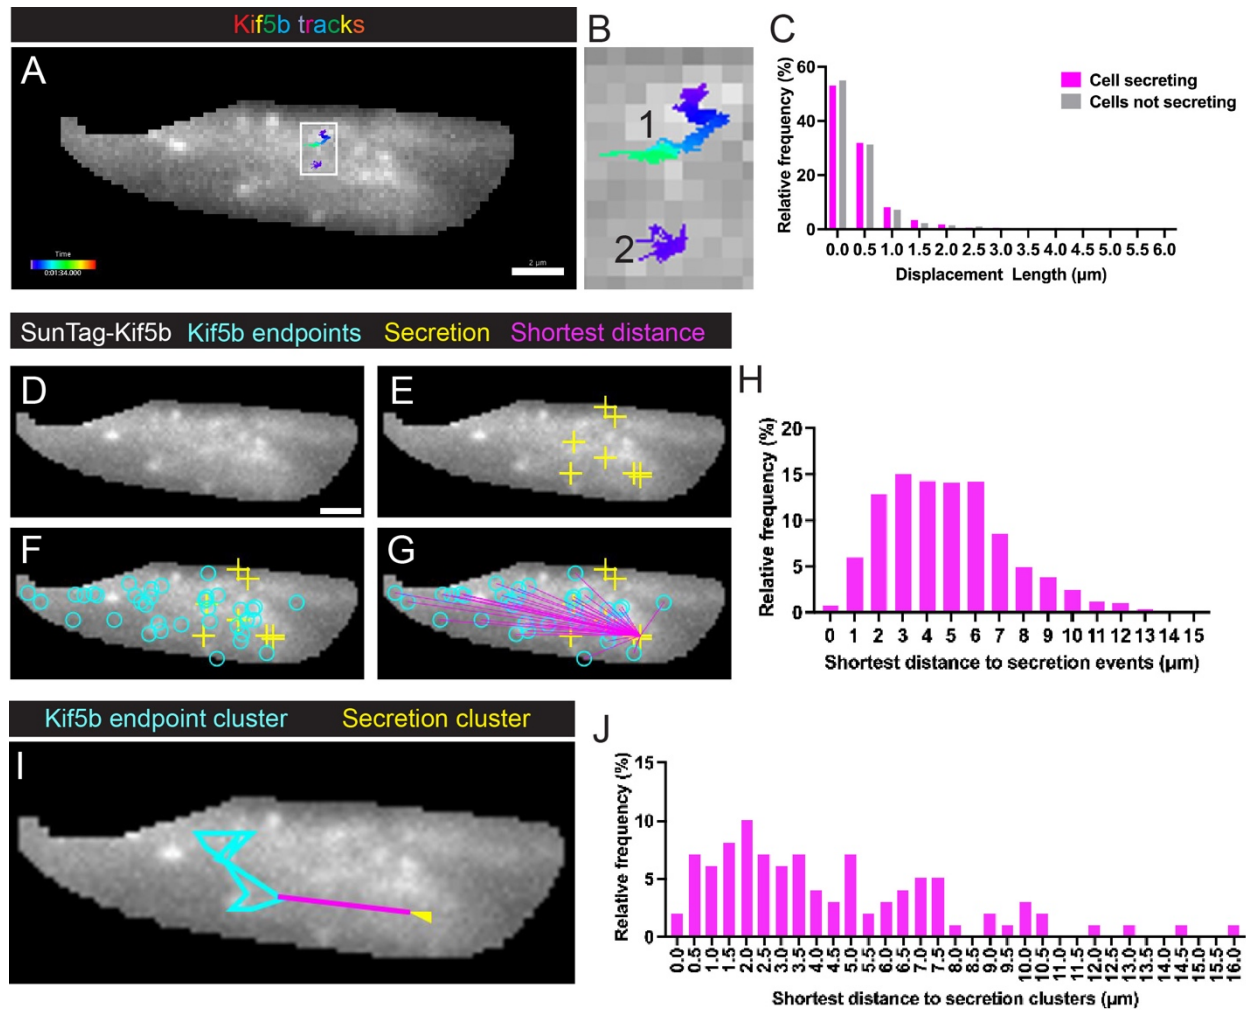 Kif5b tracks
A
Time
0:01:34.000
2 µm
B
1
2
C
Relative frequency (%)
60
40
20
0
Cell secreting
Cells not secreting
0.0 0.5 1.0 1.5 2.0 2.5 3.0 3.5 4.0 4.5 5.0 5.5 6.0
Displacement Length (µm)
SunTag-Kif5b Kif5b endpoints Secretion Shortest distance
D
E
F
G
H
Relative frequency (%)
20
15
10
5
0
0 1 2 3 4 5 6 7 8 9 10 11 12 13 14 15
Shortest distance to secretion events (µm)
Kif5b endpoint cluster Secretion cluster
I
J
Relative frequency (%)
15
10
5
0
0.0 0.5 1.0 1.5 2.0 2.5 3.0 3.5 4.0 4.5 5.0 5.5 6.0 6.5 7.0 7.5 8.0 8.5 9.0 9.5 10.0 10.5 11.0 11.5 12.0 12.5 13.0 13.5 14.0 14.5 15.0 15.5 16.0
Shortest distance to secretion clusters (µm)